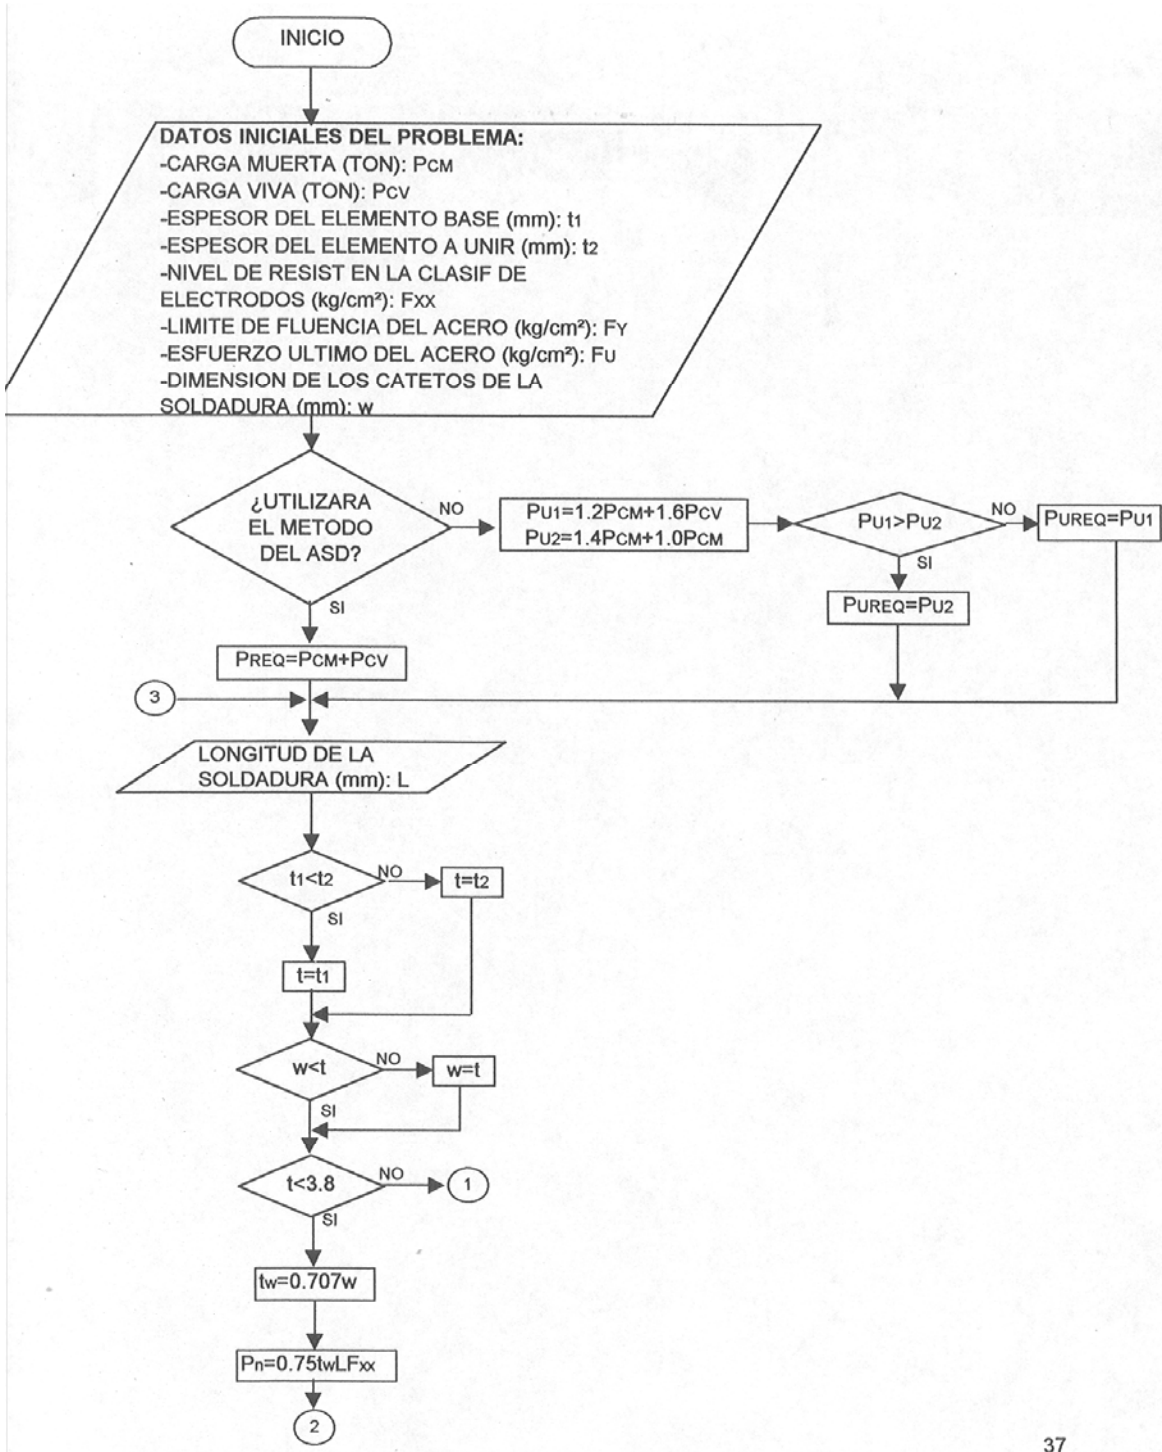 INICIO
DATOS INICIALES DEL PROBLEMA:
-CARGA MUERTA (TON): PCM
-CARGA VIVA (TON): PCV
-ESPESOR DEL ELEMENTO BASE (mm): t1
-ESPESOR DEL ELEMENTO A UNIR (mm): t2
-NIVEL DE RESIST EN LA CLASIF DE
ELECTRODOS (kg/cm²): FXX
-LIMITE DE FLUENCIA DEL ACERO (kg/cm²): FY
-ESFUERZO ULTIMO DEL ACERO (kg/cm²): FU
-DIMENSION DE LOS CATETOS DE LA
SOLDADURA (mm): w
¿UTILIZARA
EL METODO
DEL ASD?
NO
PU1=1.2PCM+1.6PCV
PU2=1.4PCM+1.0PCM
PU1>PU2
NO
PUREQ=PU1
SI
PUREQ=PU2
SI
PREQ=PCM+PCV
3
LONGITUD DE LA
SOLDADURA (mm): L
t1<t2
NO
t=t2
SI
t=t1
w<t
NO
w=t
SI
t<3.8
NO
1
SI
tw=0.707w
Pn=0.75twLFxx
2
37